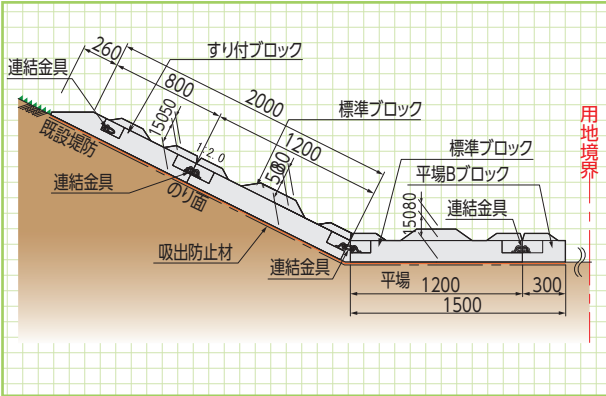 260
すり付ブロック
連結金具
800
2000
標準ブロック
15050
1:2.0
1200
用地境界
既設堤防
標準ブロック
平場Bブロック
連結金具
のり面
15080
連結金具
吸出防止材
連結金具
平場
1200
300
1500